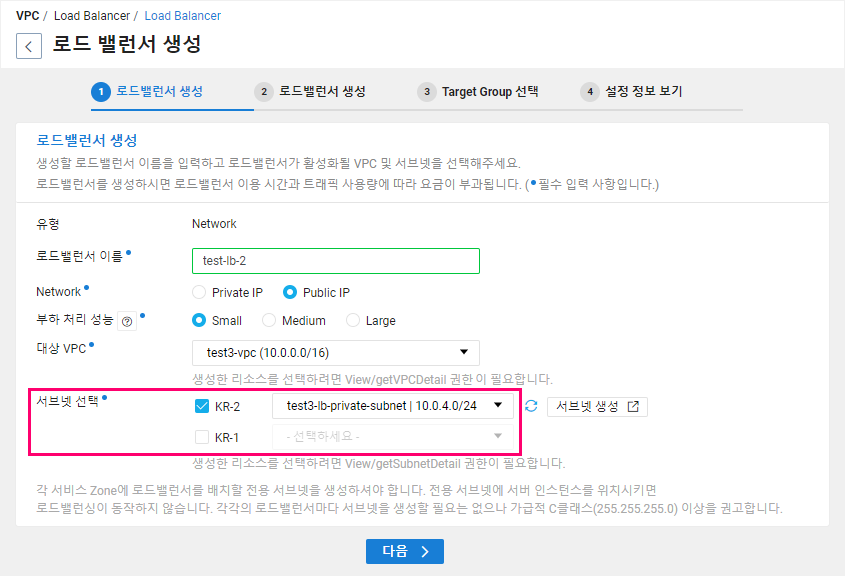 VPC / Load Balancer / Load Balancer
로드 밸런서 생성
1 로드밸런서 생성 2 로드밸런서 생성 3 Target Group 선택 4 설정 정보 보기
로드밸런서 생성
생성할 로드밸런서 이름을 입력하고 로드밸런서가 활성화될 VPC 및 서브넷을 선택해주세요.
로드밸런서를 생성하시면 로드밸런서 이용 시간과 트래픽 사용량에 따라 요금이 부과됩니다. (•필수 입력 사항입니다.)
유형 Network
로드밸런서 이름• test-lb-2
Network• Private IP Public IP
부하 처리 성능 ?• Small Medium Large
대상 VPC• test3-vpc (10.0.0.0/16)
생성한 리소스를 선택하려면 View/getVPCDetail 권한이 필요합니다.
서브넷 선택• KR-2 test3-lb-private-subnet | 10.0.4.0/24 서브넷 생성
KR-1 - 선택하세요 -
생성한 리소스를 선택하려면 View/getSubnetDetail 권한이 필요합니다.
각 서비스 Zone에 로드밸런서를 배치할 전용 서브넷을 생성하셔야 합니다. 전용 서브넷에 서버 인스턴스를 위치시키면
로드밸런싱이 동작하지 않습니다. 각각의 로드밸런서마다 서브넷을 생성할 필요는 없으나 가급적 C클래스(255.255.255.0) 이상을 권고합니다.
다음